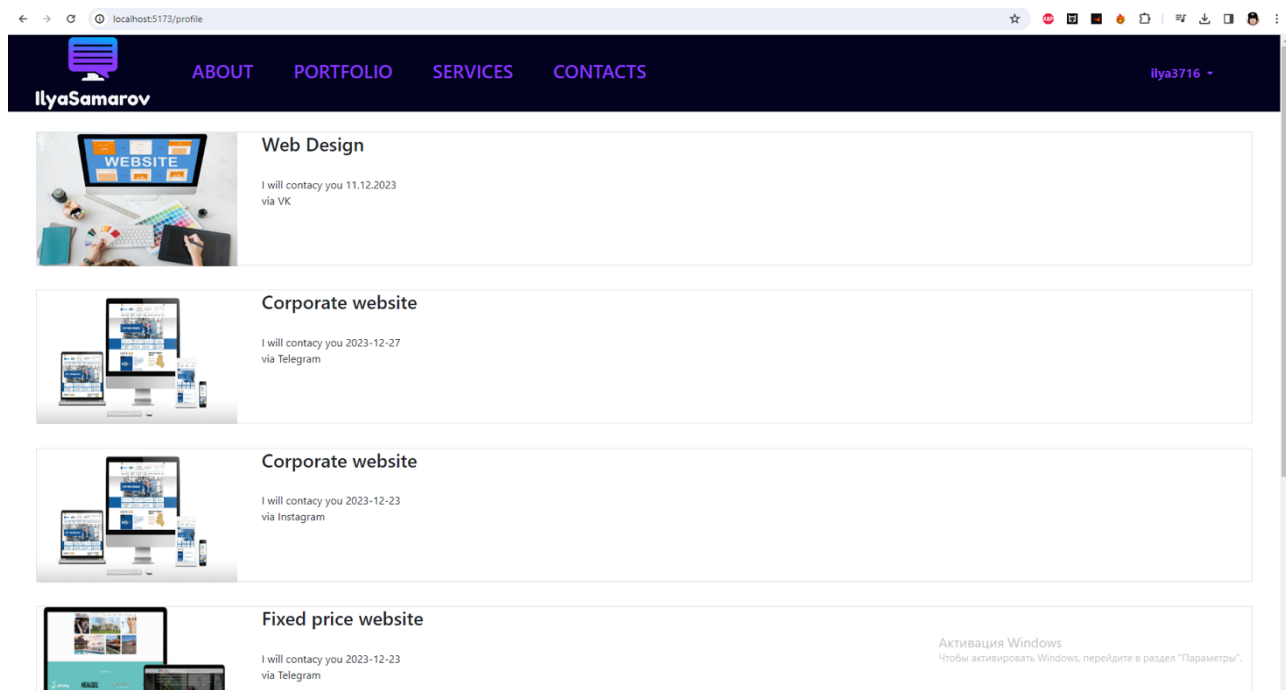 localhost:5173/profile
ABP
IlyaSamarov
ABOUT PORTFOLIO SERVICES CONTACTS
ilya3716
WEBSITE
Web Design
I will contacy you 11.12.2023
via VK
Corporate website
I will contacy you 2023-12-27
via Telegram
Corporate website
I will contacy you 2023-12-23
via Instagram
Fixed price website
I will contacy you 2023-12-23
via Telegram
Активация Windows
Чтобы активировать Windows, перейдите в раздел "Параметры".